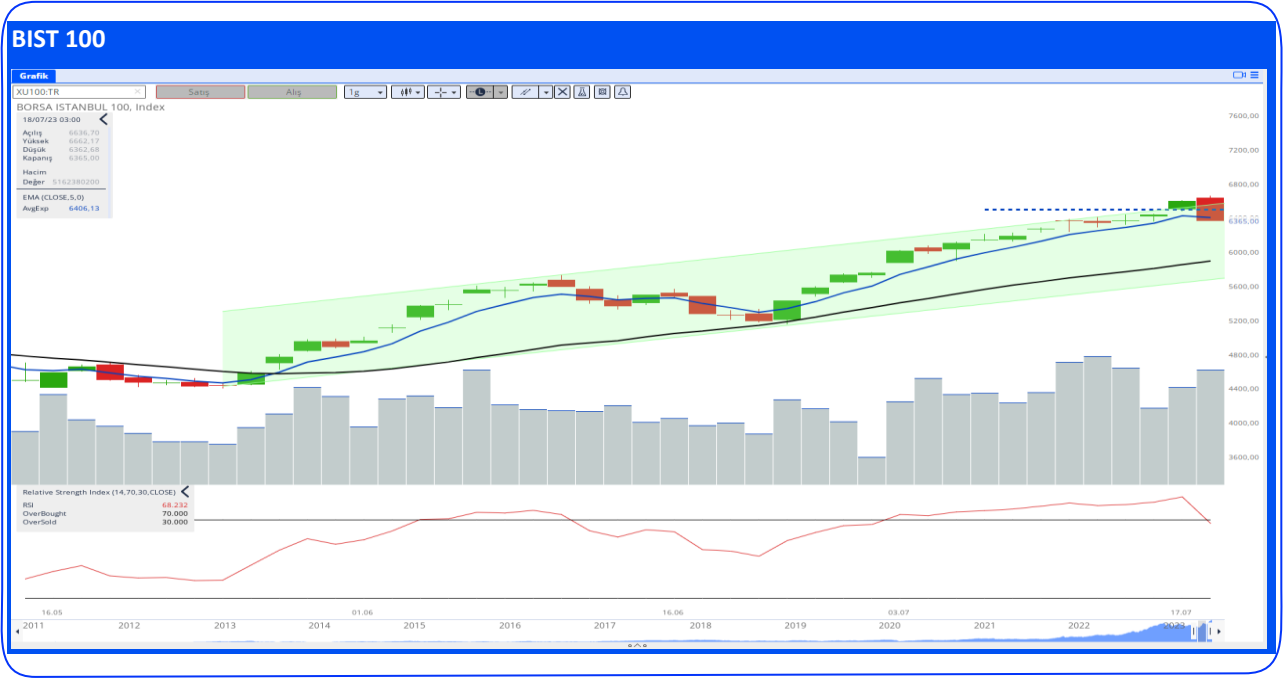 BIST 100
Grafik
XU100:TR
Satış
Alış
1g
BORSA ISTANBUL 100, Index
18/07/23 03:00
Açılış 6636,70
Yüksek 6662,17
Düşük 6362,68
Kapanış 6365,00
Hacim
Değer 5162380200
EMA (CLOSE,5,0)
AvgExp 6406,13
7600,00
7200,00
6800,00
6365,00
6000,00
5600,00
5200,00
4800,00
4400,00
4000,00
3600,00
Relative Strength Index (14,70,30,CLOSE)
RSI 68.232
OverBought 70.000
OverSold 30.000
16.05 01.06 16.06 03.07 17.07
2011 2012 2013 2014 2015 2016 2017 2018 2019 2020 2021 2022 2023